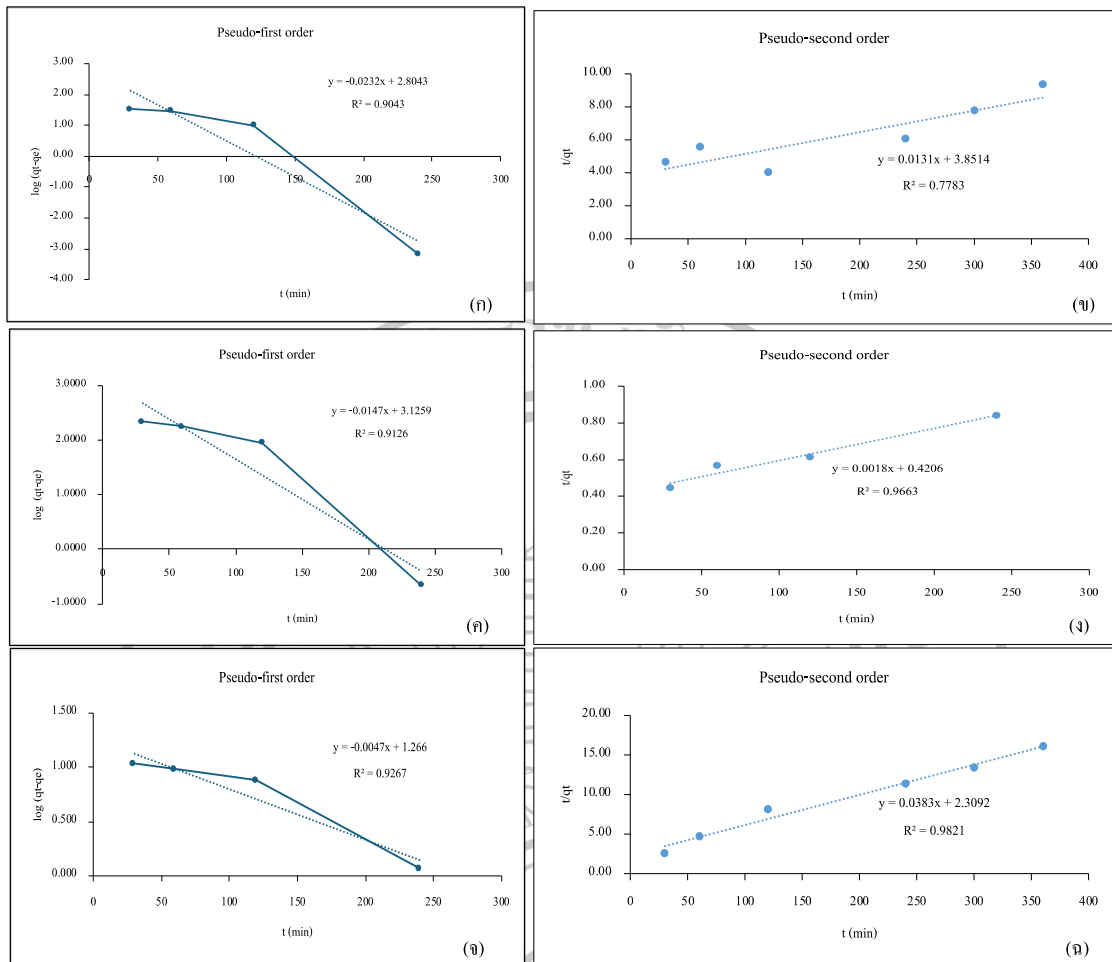 Pseudo-first order
3.00
2.00
1.00
0.00
-1.00
-2.00
-3.00
-4.00
log (qt-qe)
y = -0.0232x + 2.8043
R² = 0.9043
0 50 100 150 200 250 300
t (min)
(ก)
Pseudo-second order
10.00
8.00
6.00
4.00
2.00
0.00
t/qt
y = 0.0131x + 3.8514
R² = 0.7783
0 50 100 150 200 250 300 350 400
t (min)
(ข)
Pseudo-first order
3.0000
2.0000
1.0000
0.0000
-1.0000
log (qt-qe)
y = -0.0147x + 3.1259
R² = 0.9126
0 50 100 150 200 250 300
t (min)
(ค)
Pseudo-second order
1.00
0.80
0.60
0.40
0.20
0.00
t/qt
y = 0.0018x + 0.4206
R² = 0.9663
0 50 100 150 200 250 300
t (min)
(ง)
Pseudo-first order
1.500
1.000
0.500
0.000
log (qt-qe)
y = -0.0047x + 1.266
R² = 0.9267
0 50 100 150 200 250 300
t (min)
(จ)
Pseudo-second order
20.00
15.00
10.00
5.00
0.00
t/qt
y = 0.0383x + 2.3092
R² = 0.9821
0 50 100 150 200 250 300 350 400
t (min)
(ฉ)